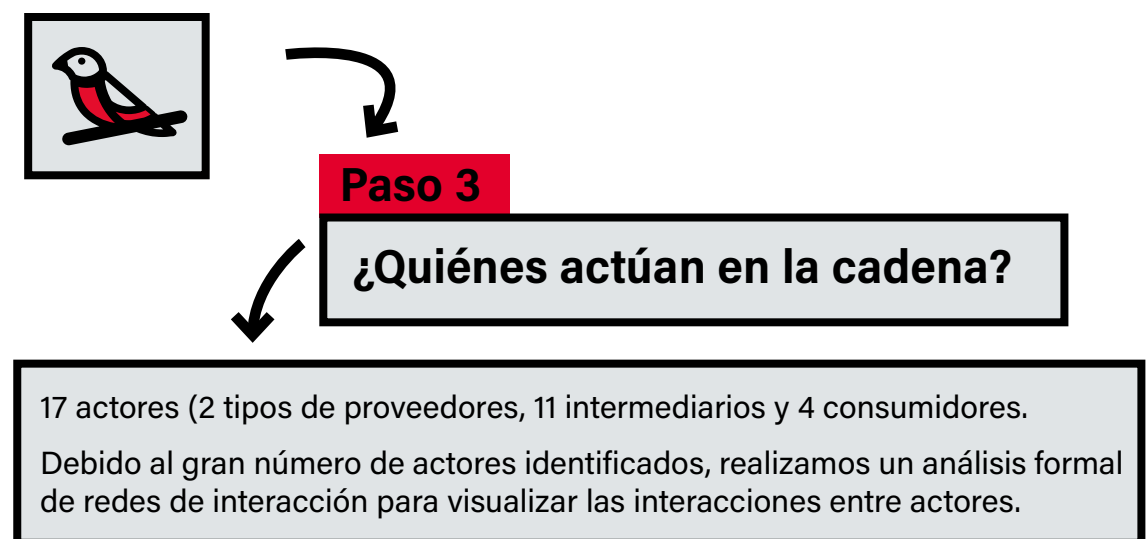 Paso 3
¿Quiénes actúan en la cadena?
17 actores (2 tipos de proveedores, 11 intermediarios y 4 consumidores.
Debido al gran número de actores identificados, realizamos un análisis formal
de redes de interacción para visualizar las interacciones entre actores.